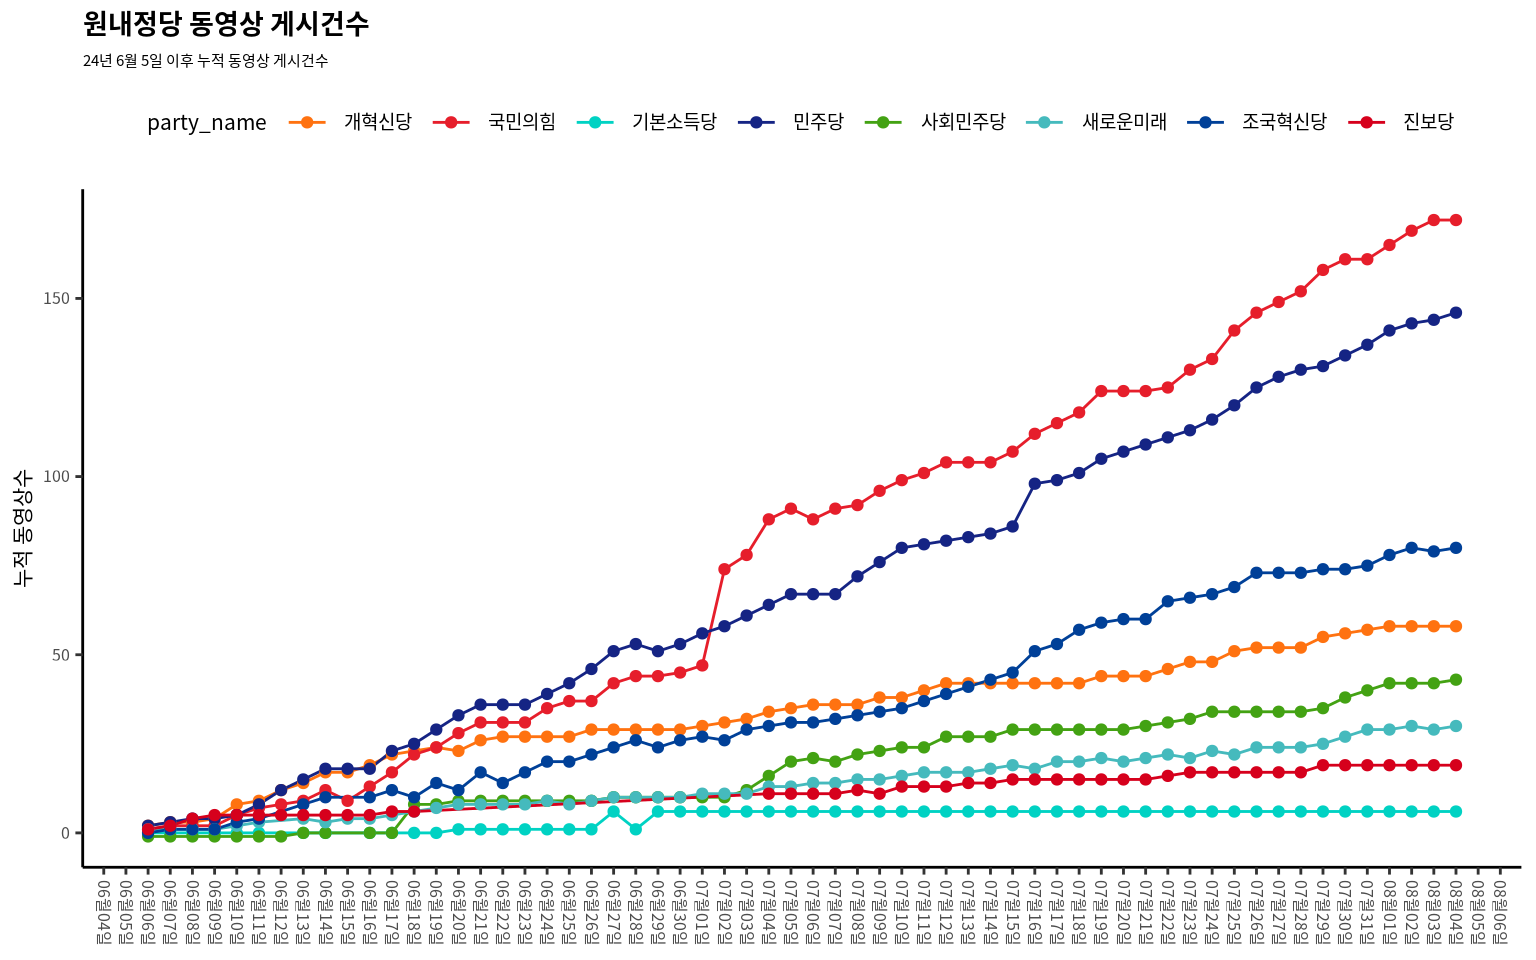 원내정당 동영상 게시건수
24년 6월 5일 이후 누적 동영상 게시건수
party_name 개혁신당 국민의힘 기본소득당 민주당 사회민주당 새로운미래 조국혁신당 진보당
누적 동영상수
150
100
50
0
06월04일
06월05일
06월06일
06월07일
06월08일
06월09일
06월10일
06월11일
06월12일
06월13일
06월14일
06월15일
06월16일
06월17일
06월18일
06월19일
06월20일
06월21일
06월22일
06월23일
06월24일
06월25일
06월26일
06월27일
06월28일
06월29일
06월30일
07월01일
07월02일
07월03일
07월04일
07월05일
07월06일
07월07일
07월08일
07월09일
07월10일
07월11일
07월12일
07월13일
07월14일
07월15일
07월16일
07월17일
07월18일
07월19일
07월20일
07월21일
07월22일
07월23일
07월24일
07월25일
07월26일
07월27일
07월28일
07월29일
07월30일
07월31일
08월01일
08월02일
08월03일
08월04일
08월05일
08월06일